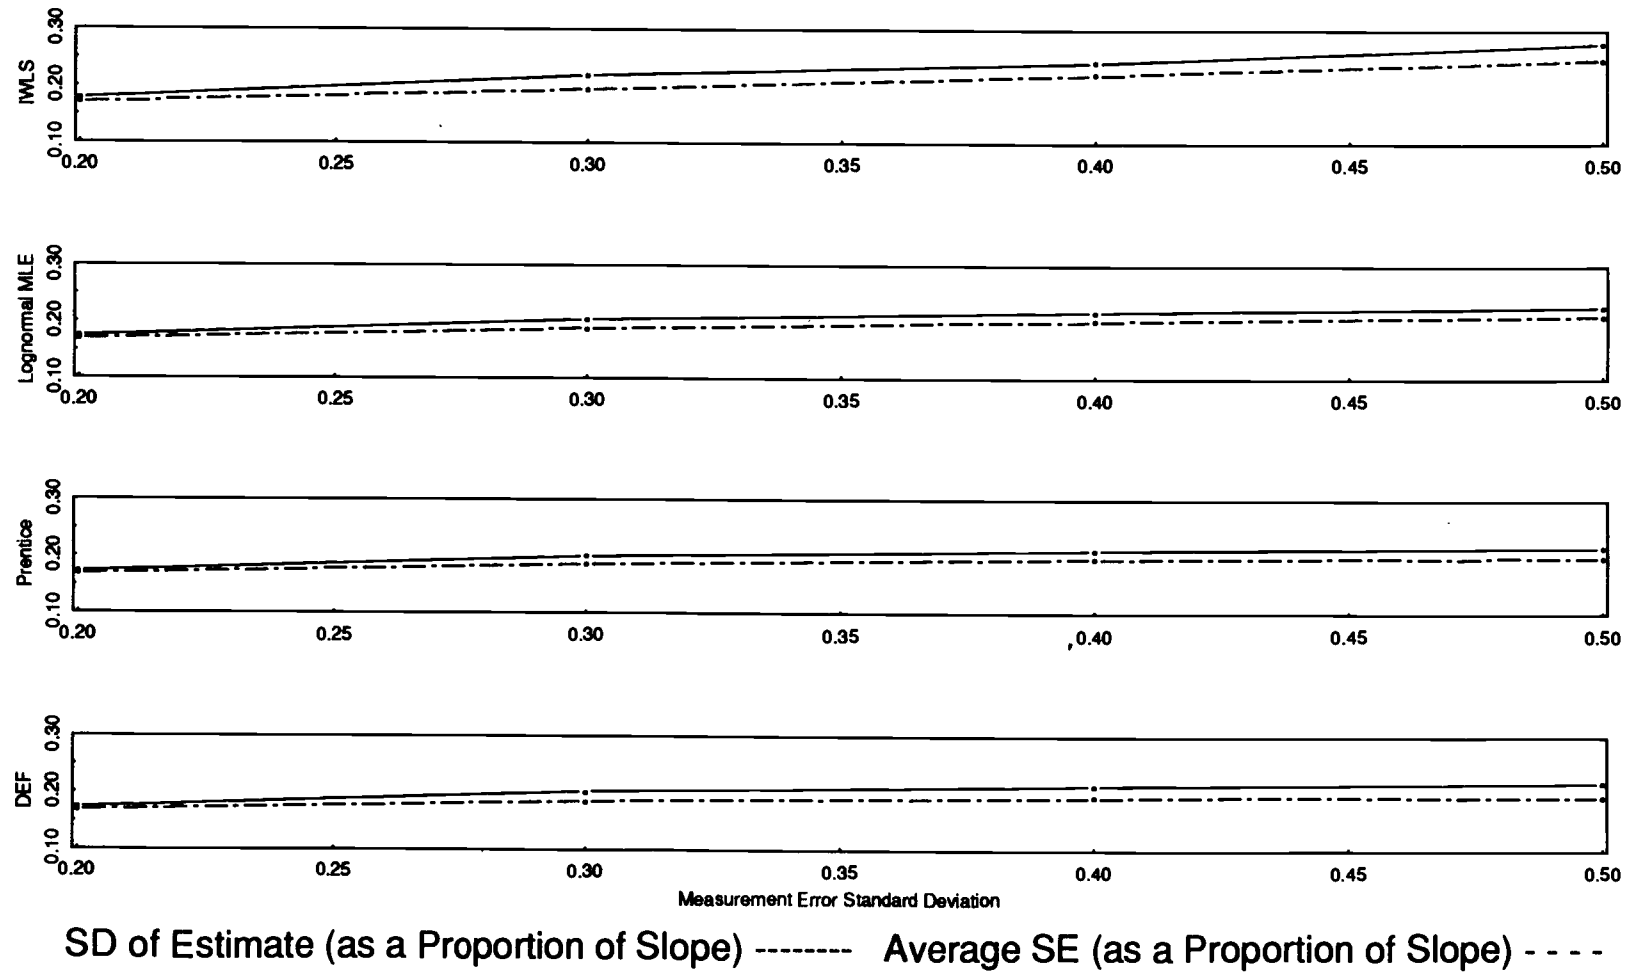 0.30
0.20
0.10
IWLS
0.20 0.25 0.30 0.35 0.40 0.45 0.50
0.30
0.20
0.10
Lognormal MLE
0.20 0.25 0.30 0.35 0.40 0.45 0.50
0.30
0.20
0.10
Prentice
0.20 0.25 0.30 0.35 0.40 0.45 0.50
0.30
0.20
0.10
DEF
0.20 0.25 0.30 0.35 0.40 0.45 0.50
Measurement Error Standard Deviation
SD of Estimate (as a Proportion of Slope) --------- Average SE (as a Proportion of Slope) - - - - -